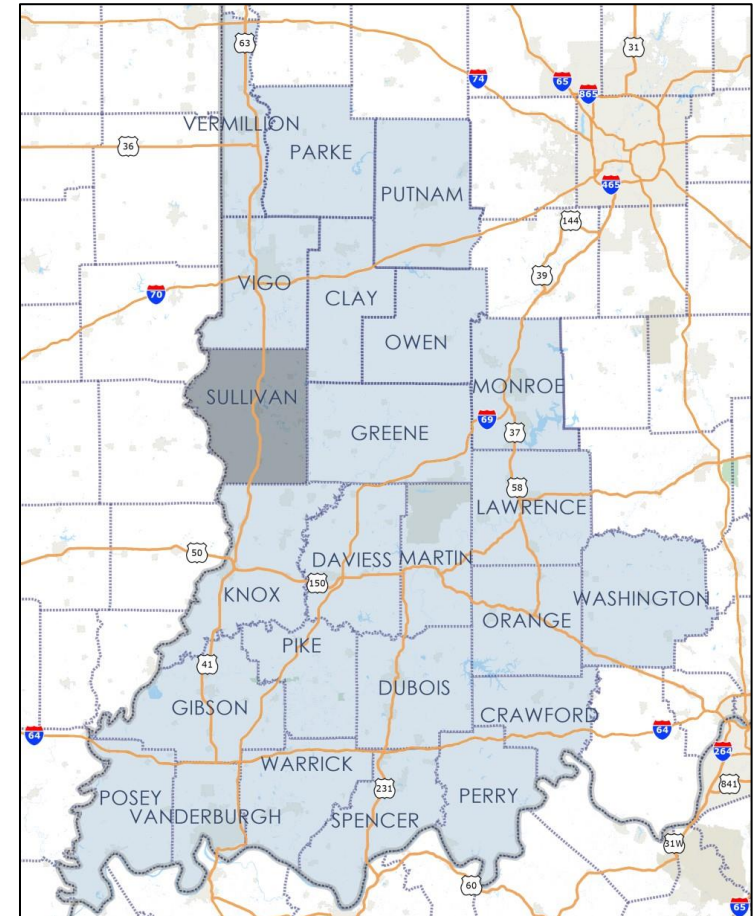 63
31
74
65
865
VERMILLION
36
PARKE
465
PUTNAM
144
39
VIGO
70
CLAY
OWEN
SULLIVAN
MONROE
69
GREENE
37
58
LAWRENCE
50
DAVIESS
MARTIN
150
KNOX
WASHINGTON
ORANGE
PIKE
41
DUBOIS
GIBSON
CRAWFORD
64
64
264
WARRICK
841
231
POSEY
PERRY
VANDERBURGH
SPENCER
31W
60
65